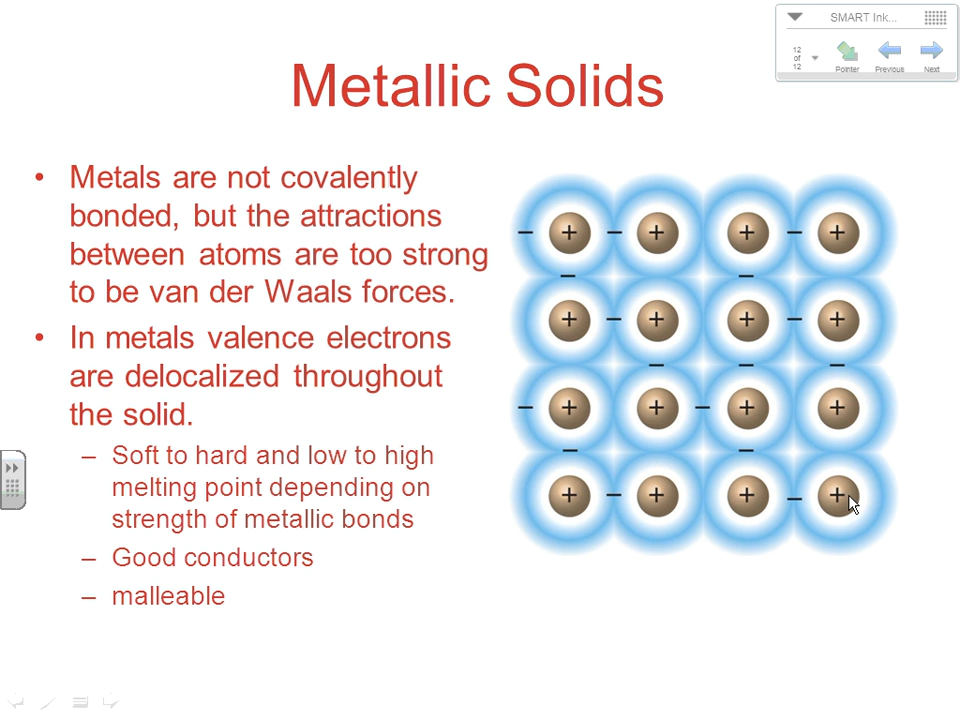 SMART Ink...
12
of
12
Pointer Previous Next
Metallic Solids
• Metals are not covalently
bonded, but the attractions
between atoms are too strong
to be van der Waals forces.
• In metals valence electrons
are delocalized throughout
the solid.
– Soft to hard and low to high
melting point depending on
strength of metallic bonds
– Good conductors
– malleable
– + – + + – +
– –
+ – + + – +
– – –
– + + – + +
– –
+ – + + – +